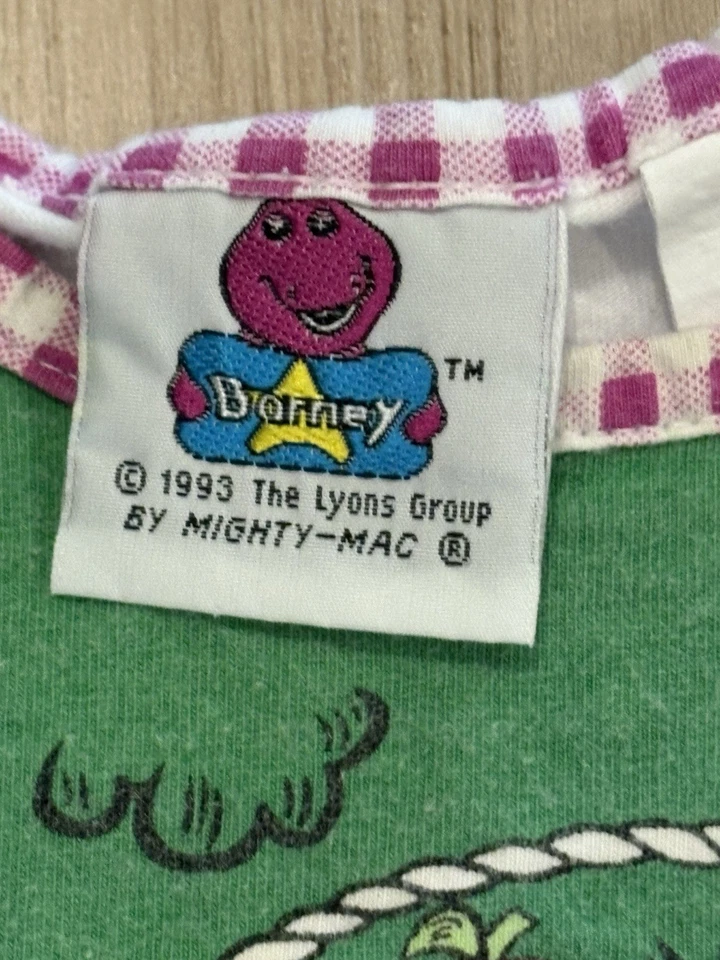 Barney TM
© 1993 The Lyons Group
BY MIGHTY-MAC ®